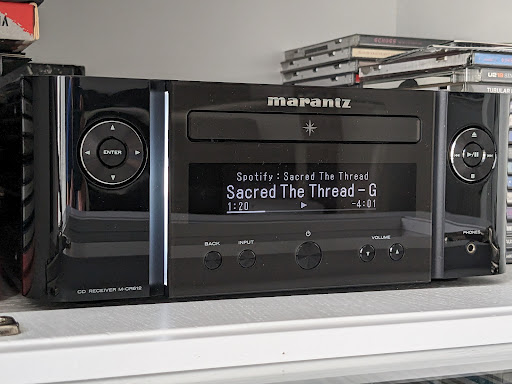 marantz
ENTER
Spotify : Sacred The Thread
Sacred The Thread – G
1:20
-4:01
BACK
INPUT
VOLUME
PHONES
CD RECEIVER M-CR612
TUBULAR